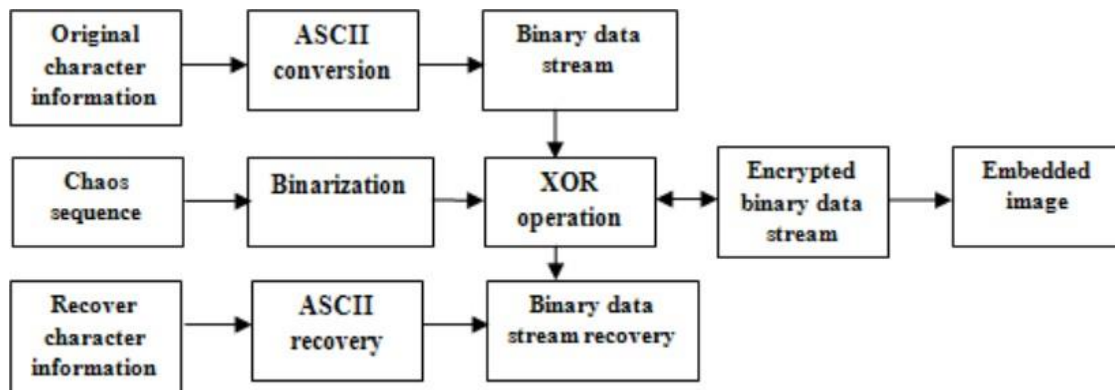 Original
character
information
ASCII
conversion
Binary data
stream
Chaos
sequence
Binarization
XOR
operation
Encrypted
binary data
stream
Embedded
image
Recover
character
information
ASCII
recovery
Binary data
stream recovery